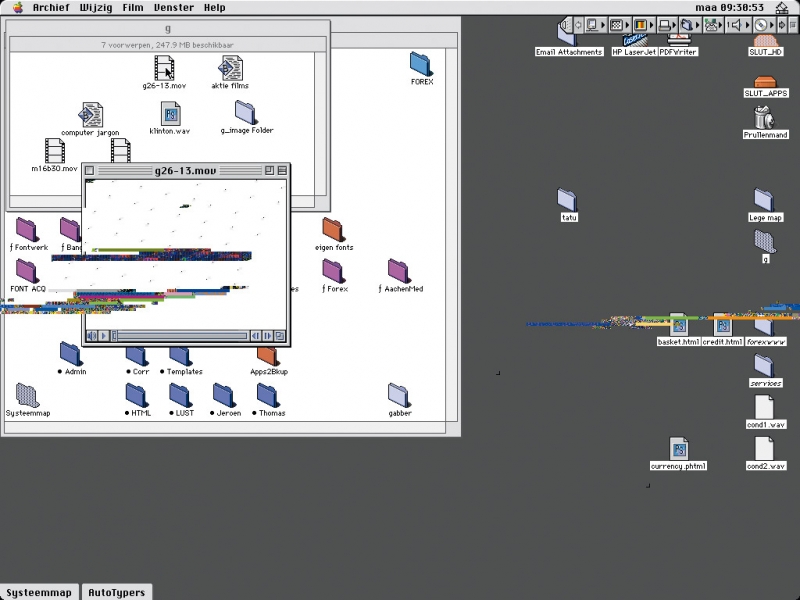 Archief Wijzig Film Venster Help
maa 09:30:53
g
7 voorwerpen, 247.9 MB beschikbaar
g26-13.mov
aktie films
computer jargon
klinton.wav
g_image Folder
m16b30.mov
g26-13.mov
FOREX
ƒ Fontwerk
ƒ Band
eigen fonts
FONT ACQ
ƒ Forex
ƒ AachenMed
• Admin
• Corr
• Templates
Apps2Bkup
Systeemmap
• HTML
• LUST
• Jeroen
• Thomas
gabber
Email Attachments
HP LaserJet
PDFWriter
SLUT_HD
SLUT_APPS
Prullenmand
tatu
Lege map
g
basket.html
credit.html
forexwww
services
cond1.wav
currency.phtml
cond2.wav
Systeemmap
AutoTypers